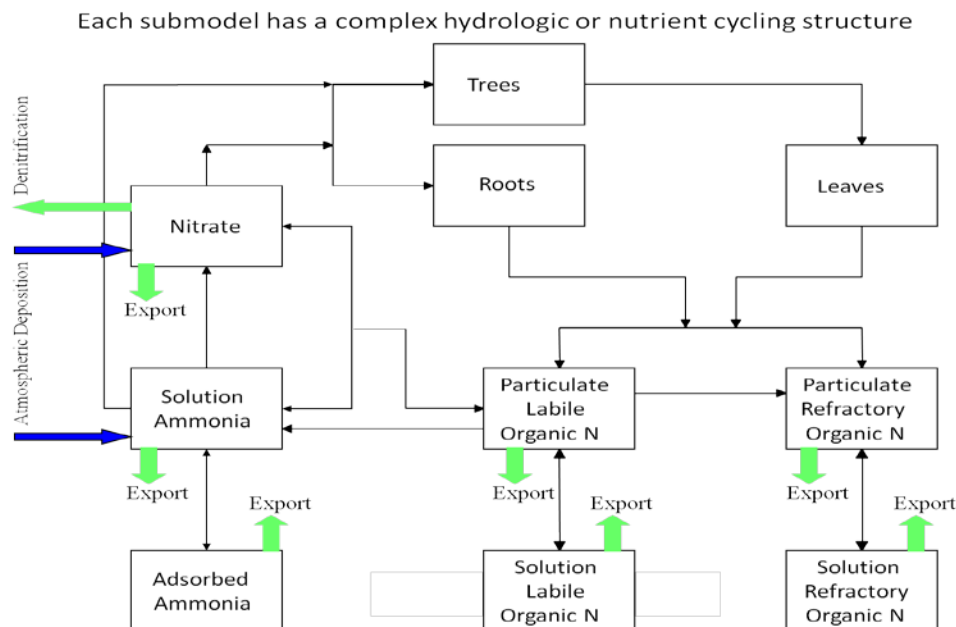 Each submodel has a complex hydrologic or nutrient cycling structure
Trees
Denitrification
Roots
Leaves
Nitrate
Atmospheric Deposition
Export
Solution
Ammonia
Particulate
Labile
Organic N
Particulate
Refractory
Organic N
Export
Export
Export
Export
Export
Export
Adsorbed
Ammonia
Solution
Labile
Organic N
Solution
Refractory
Organic N